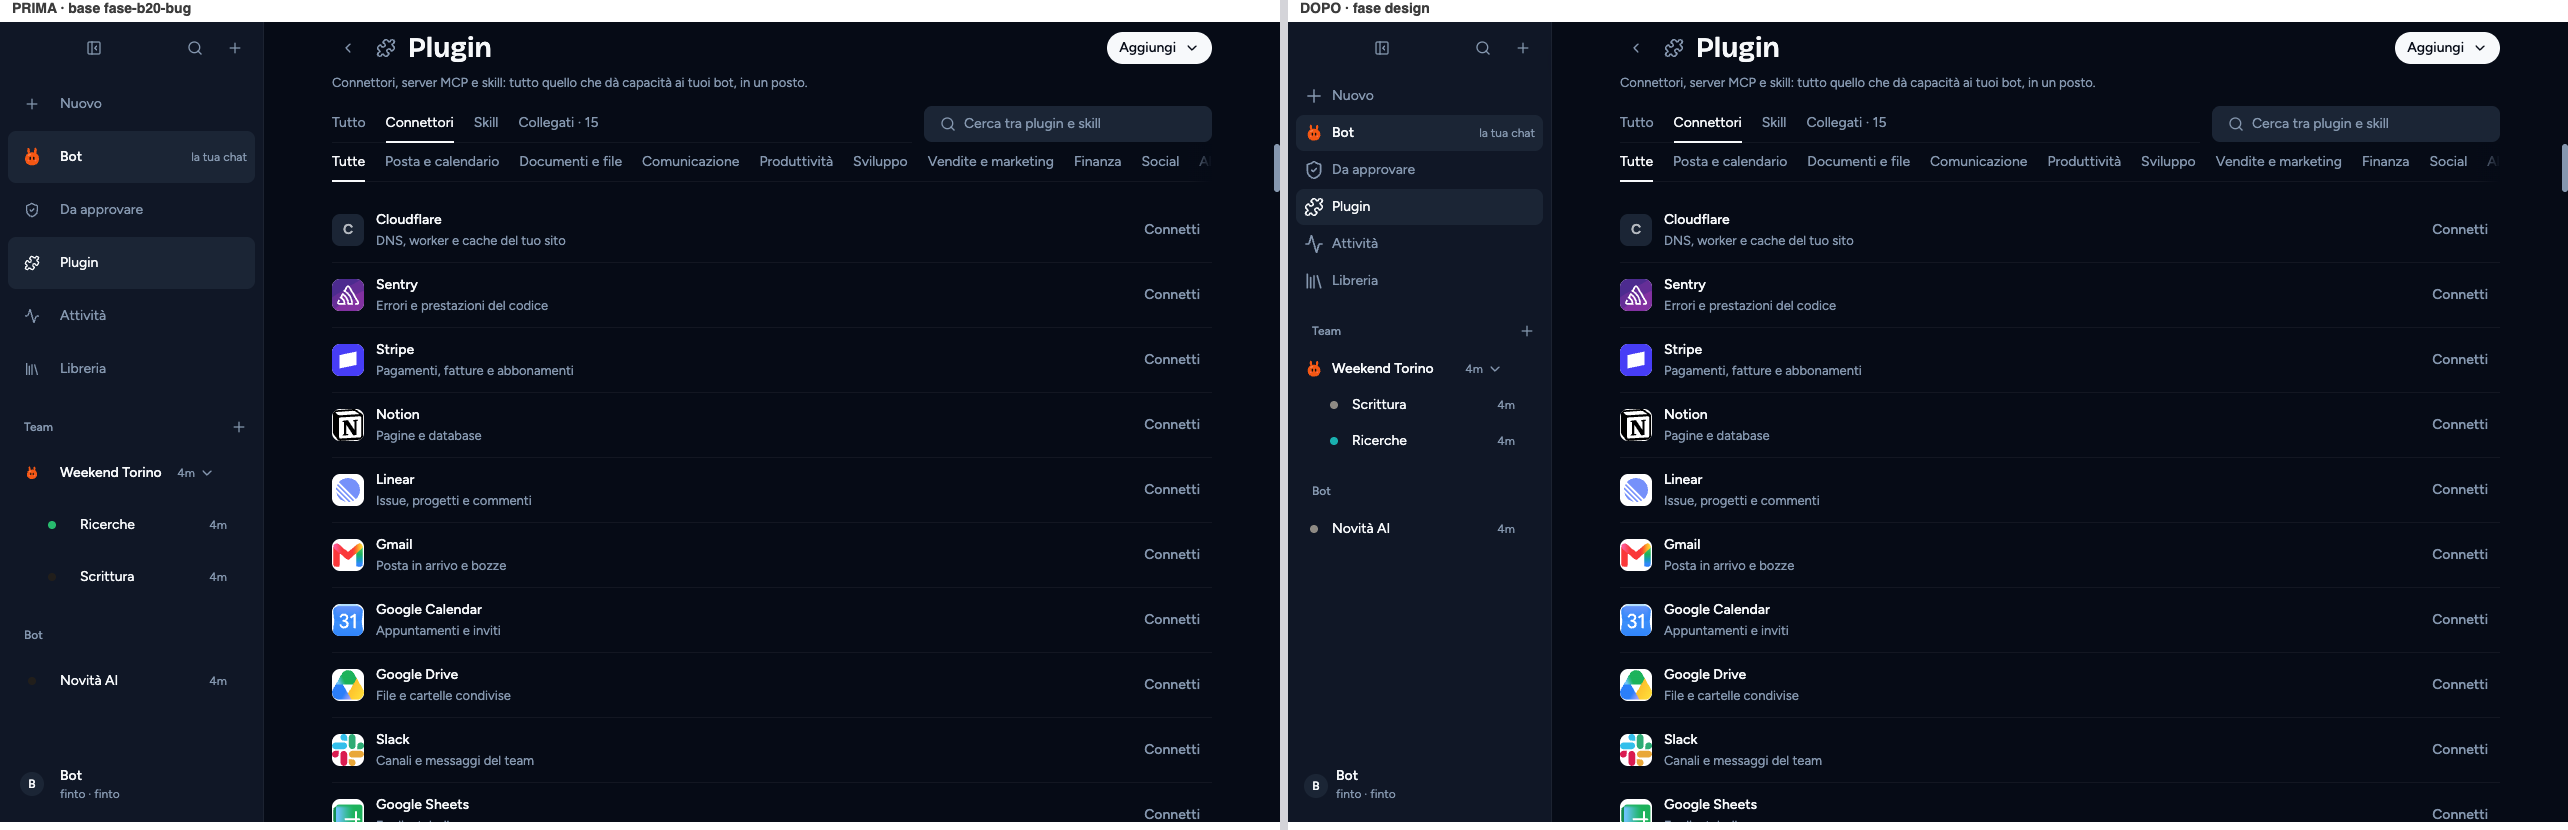 PRIMA · base fase-b20-bug
Plugin
Aggiungi
Connettori, server MCP e skill: tutto quello che dà capacità ai tuoi bot, in un posto.
Nuovo
Bot
la tua chat
Da approvare
Plugin
Attività
Libreria
Team
Weekend Torino 4m
Ricerche 4m
Scrittura 4m
Bot
Novità AI 4m
B
Bot
finto · finto
Tutto Connettori Skill Collegati · 15
Cerca tra plugin e skill
Tutte Posta e calendario Documenti e file Comunicazione Produttività Sviluppo Vendite e marketing Finanza Social
C
Cloudflare
DNS, worker e cache del tuo sito
Connetti
Sentry
Errori e prestazioni del codice
Connetti
Stripe
Pagamenti, fatture e abbonamenti
Connetti
Notion
Pagine e database
Connetti
Linear
Issue, progetti e commenti
Connetti
Gmail
Posta in arrivo e bozze
Connetti
31
Google Calendar
Appuntamenti e inviti
Connetti
Google Drive
File e cartelle condivise
Connetti
Slack
Canali e messaggi del team
Connetti
Google Sheets
Connetti
DOPO · fase design
Plugin
Aggiungi
Connettori, server MCP e skill: tutto quello che dà capacità ai tuoi bot, in un posto.
Nuovo
Bot
la tua chat
Da approvare
Plugin
Attività
Libreria
Team
Weekend Torino 4m
Scrittura 4m
Ricerche 4m
Bot
Novità AI 4m
B
Bot
finto · finto
Tutto Connettori Skill Collegati · 15
Cerca tra plugin e skill
Tutte Posta e calendario Documenti e file Comunicazione Produttività Sviluppo Vendite e marketing Finanza Social
C
Cloudflare
DNS, worker e cache del tuo sito
Connetti
Sentry
Errori e prestazioni del codice
Connetti
Stripe
Pagamenti, fatture e abbonamenti
Connetti
Notion
Pagine e database
Connetti
Linear
Issue, progetti e commenti
Connetti
Gmail
Posta in arrivo e bozze
Connetti
31
Google Calendar
Appuntamenti e inviti
Connetti
Google Drive
File e cartelle condivise
Connetti
Slack
Canali e messaggi del team
Connetti
Google Sheets
Connetti